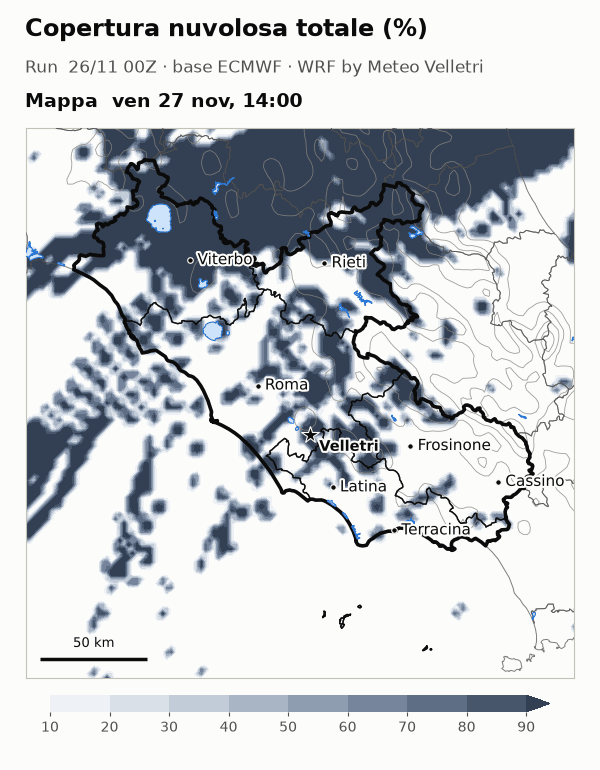 Copertura nuvolosa totale (%)
Run  26/11 00Z · base ECMWF · WRF by Meteo Velletri
Mappa  ven 27 nov, 14:00
Viterbo
Rieti
Roma
Velletri
Frosinone
Cassino
Latina
Terracina
50 km
10 20 30 40 50 60 70 80 90